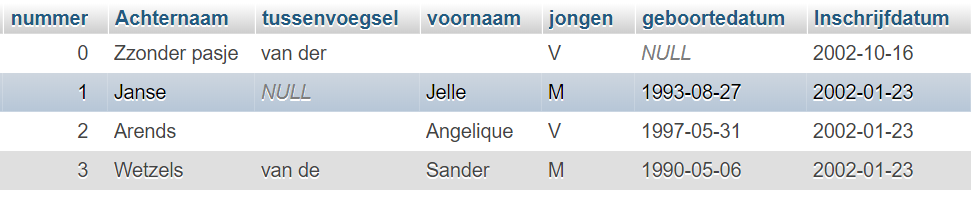 nummer Achternaam tussenvoegsel voornaam jongen geboortedatum Inschrijfdatum
0 Zzonder pasje van der V NULL 2002-10-16
1 Janse NULL Jelle M 1993-08-27 2002-01-23
2 Arends Angelique V 1997-05-31 2002-01-23
3 Wetzels van de Sander M 1990-05-06 2002-01-23